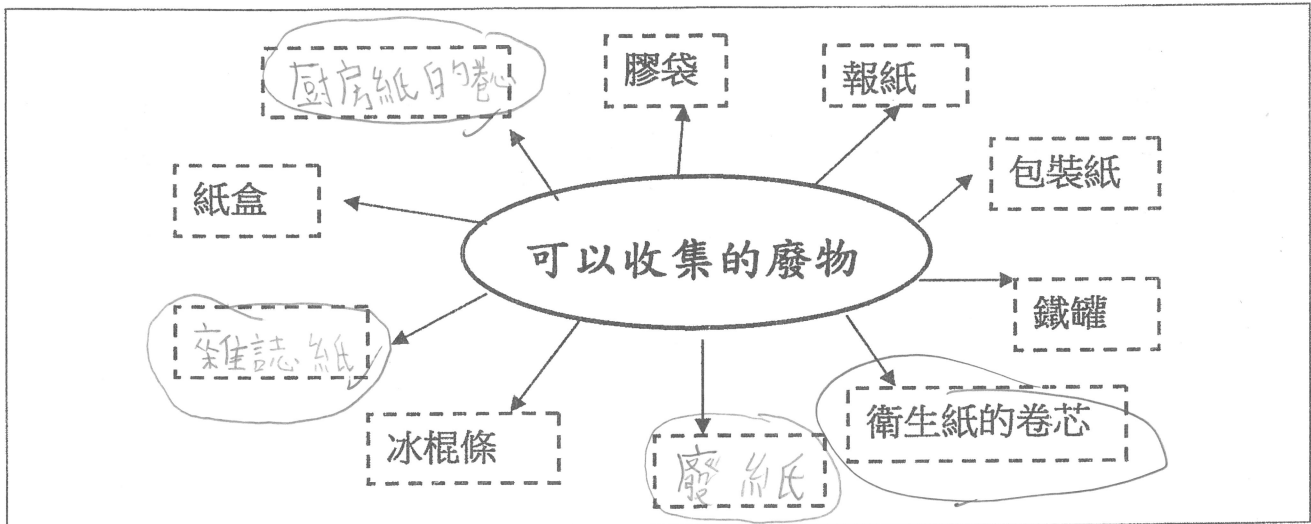 廚房紙的卷心
膠袋
報紙
包裝紙
紙盒
可以收集的廢物
鐵罐
雜誌紙
衛生紙的卷芯
冰棍條
廢紙